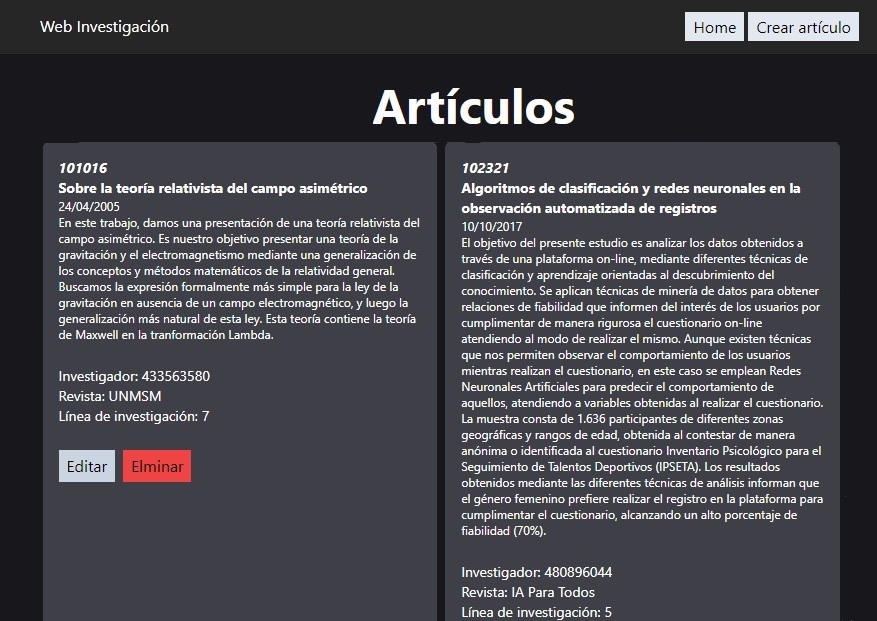 Web Investigación
Home
Crear artículo
Artículos
101016
Sobre la teoría relativista del campo asimétrico
24/04/2005
En este trabajo, damos una presentación de una teoría relativista del
campo asimétrico. Es nuestro objetivo presentar una teoría de la
gravitación y el electromagnetismo mediante una generalización de
los conceptos y métodos matemáticos de la relatividad general.
Buscamos la expresión formalmente más simple para la ley de la
gravitación en ausencia de un campo electromagnético, y luego la
generalización más natural de esta ley. Esta teoría contiene la teoría
de Maxwell en la tranformación Lambda.
Investigador: 433563580
Revista: UNMSM
Línea de investigación: 7
Editar
Elminar
102321
Algoritmos de clasificación y redes neuronales en la
observación automatizada de registros
10/10/2017
El objetivo del presente estudio es analizar los datos obtenidos a
través de una plataforma on-line, mediante diferentes técnicas de
clasificación y aprendizaje orientadas al descubrimiento del
conocimiento. Se aplican técnicas de minería de datos para obtener
relaciones de fiabilidad que informen del interés de los usuarios por
cumplimentar de manera rigurosa el cuestionario on-line
atendiendo al modo de realizar el mismo. Aunque existen técnicas
que nos permiten observar el comportamiento de los usuarios
mientras realizan el cuestionario, en este caso se emplean Redes
Neuronales Artificiales para predecir el comportamiento de
aquellos, atendiendo a variables obtenidas al realizar el cuestionario.
La muestra consta de 1.636 participantes de diferentes zonas
geográficas y rangos de edad, obtenida al contestar de manera
anónima o identificada al cuestionario Inventario Psicológico para el
Seguimiento de Talentos Deportivos (IPSETA). Los resultados
obtenidos mediante las diferentes técnicas de análisis informan que
el género femenino prefiere realizar el registro en la plataforma para
cumplimentar el cuestionario, alcanzando un alto porcentaje de
fiabilidad (70%).
Investigador: 480896044
Revista: IA Para Todos
Línea de investigación: 5